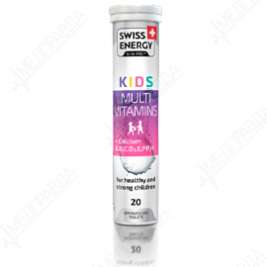 SWISS
ENERGY
KIDS
MULTI
VITAMINS
+ Calcium
for healthy and
strong children
20